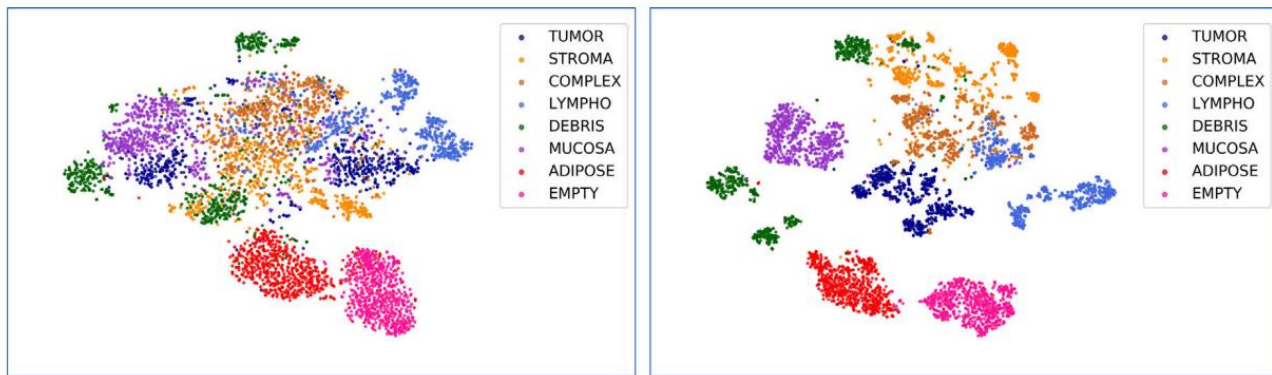 TUMOR
STROMA
COMPLEX
LYMPHO
DEBRIS
MUCOSA
ADIPOSE
EMPTY
TUMOR
STROMA
COMPLEX
LYMPHO
DEBRIS
MUCOSA
ADIPOSE
EMPTY